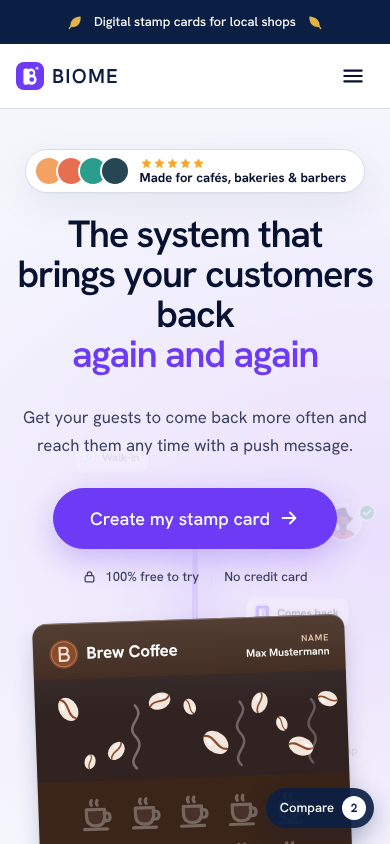 Digital stamp cards for local shops
B BIOME
Made for cafés, bakeries & barbers
The system that
brings your customers
back
again and again
Get your guests to come back more often and
reach them any time with a push message.
Walk-in
Create my stamp card →
100% free to try
No credit card
Comes back
B Brew Coffee
NAME
Max Mustermann
Compare 2